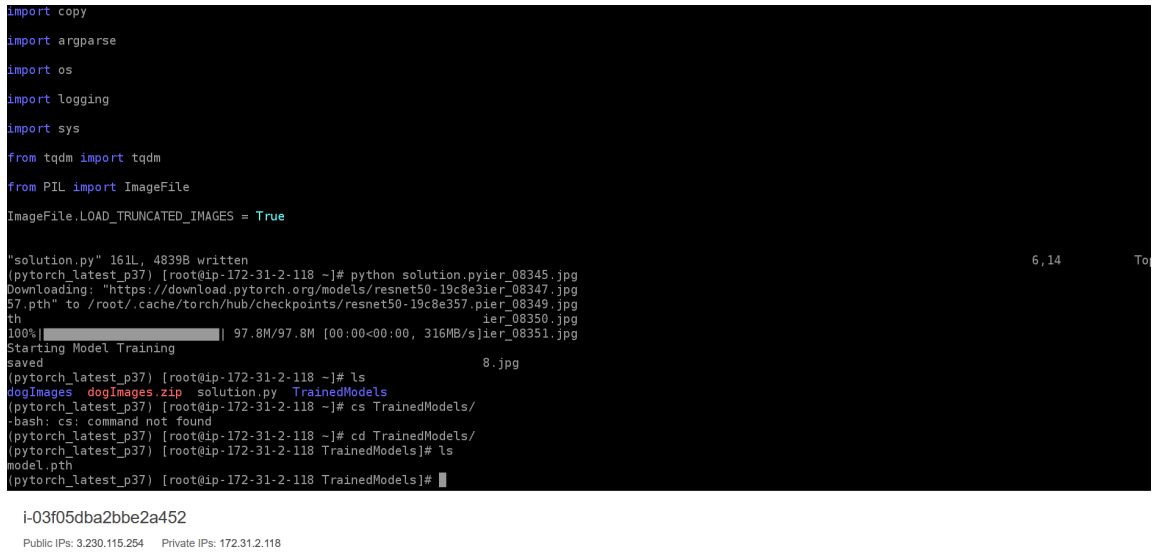 import copy
import argparse
import os
import logging
import sys
from tqdm import tqdm
from PIL import ImageFile
ImageFile.LOAD_TRUNCATED_IMAGES = True
"solution.py" 161L, 4839B written 6,14 Top
(pytorch_latest_p37) [root@ip-172-31-2-118 ~]# python solution.pyier_08345.jpg
Downloading: "https://download.pytorch.org/models/resnet50-19c8e3ier_08347.jpg
57.pth" to /root/.cache/torch/hub/checkpoints/resnet50-19c8e357.pier_08349.jpg
th ier_08350.jpg
100%|| 97.8M/97.8M [00:00<00:00, 316MB/s]ier_08351.jpg
Starting Model Training
saved 8.jpg
(pytorch_latest_p37) [root@ip-172-31-2-118 ~]# ls
dogImages dogImages.zip solution.py TrainedModels
(pytorch_latest_p37) [root@ip-172-31-2-118 ~]# cs TrainedModels/
-bash: cs: command not found
(pytorch_latest_p37) [root@ip-172-31-2-118 ~]# cd TrainedModels/
(pytorch_latest_p37) [root@ip-172-31-2-118 TrainedModels]# ls
model.pth
(pytorch_latest_p37) [root@ip-172-31-2-118 TrainedModels]#
i-03f05dba2bbe2a452
Public IPs: 3.230.115.254 Private IPs: 172.31.2.118